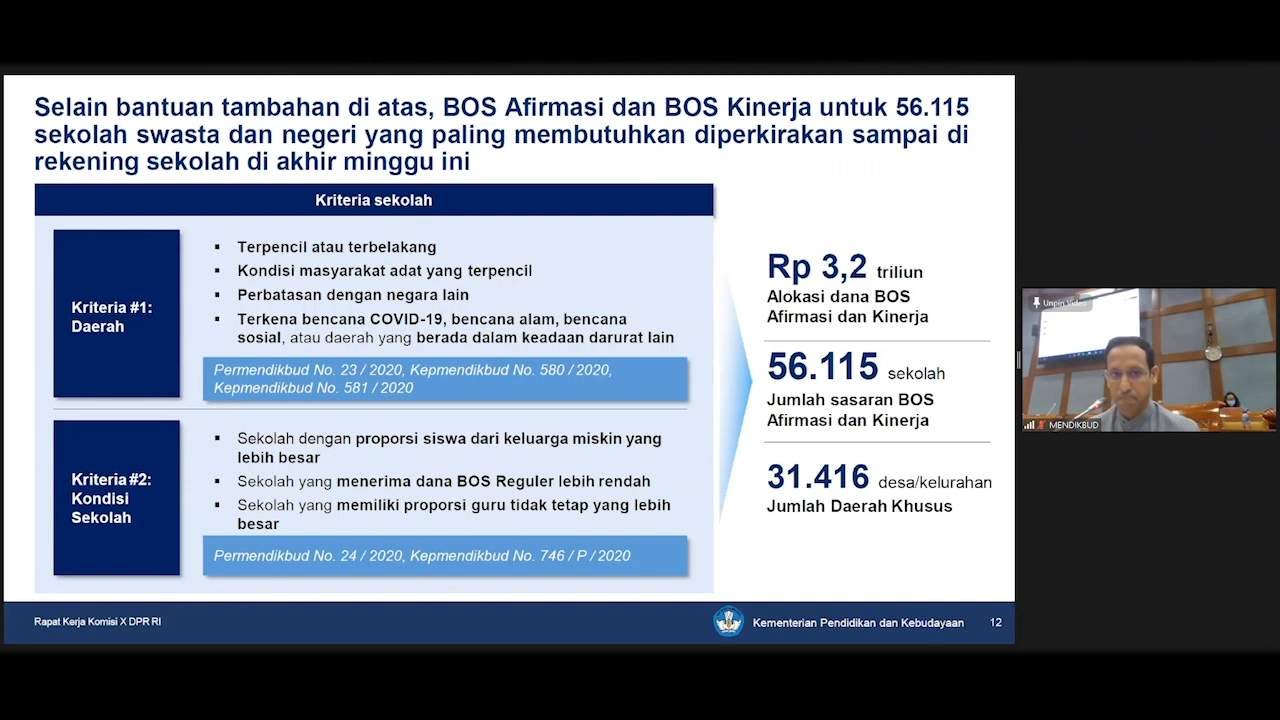 Selain bantuan tambahan di atas, BOS Afirmasi dan BOS Kinerja untuk 56.115
sekolah swasta dan negeri yang paling membutuhkan diperkirakan sampai di
rekening sekolah di akhir minggu ini
Kriteria sekolah
Kriteria #1:
Daerah
▪ Terpencil atau terbelakang
▪ Kondisi masyarakat adat yang terpencil
▪ Perbatasan dengan negara lain
▪ Terkena bencana COVID-19, bencana alam, bencana
sosial, atau daerah yang berada dalam keadaan darurat lain
Permendikbud No. 23 / 2020, Kepmendikbud No. 580 / 2020,
Kepmendikbud No. 581 / 2020
Kriteria #2:
Kondisi
Sekolah
▪ Sekolah dengan proporsi siswa dari keluarga miskin yang
lebih besar
▪ Sekolah yang menerima dana BOS Reguler lebih rendah
▪ Sekolah yang memiliki proporsi guru tidak tetap yang lebih
besar
Permendikbud No. 24 / 2020, Kepmendikbud No. 746 / P / 2020
Rp 3,2 triliun
Alokasi dana BOS
Afirmasi dan Kinerja
56.115 sekolah
Jumlah sasaran BOS
Afirmasi dan Kinerja
31.416 desa/kelurahan
Jumlah Daerah Khusus
Rapat Kerja Komisi X DPR RI
Kementerian Pendidikan dan Kebudayaan
12
Unpin Video
MENDIKBUD